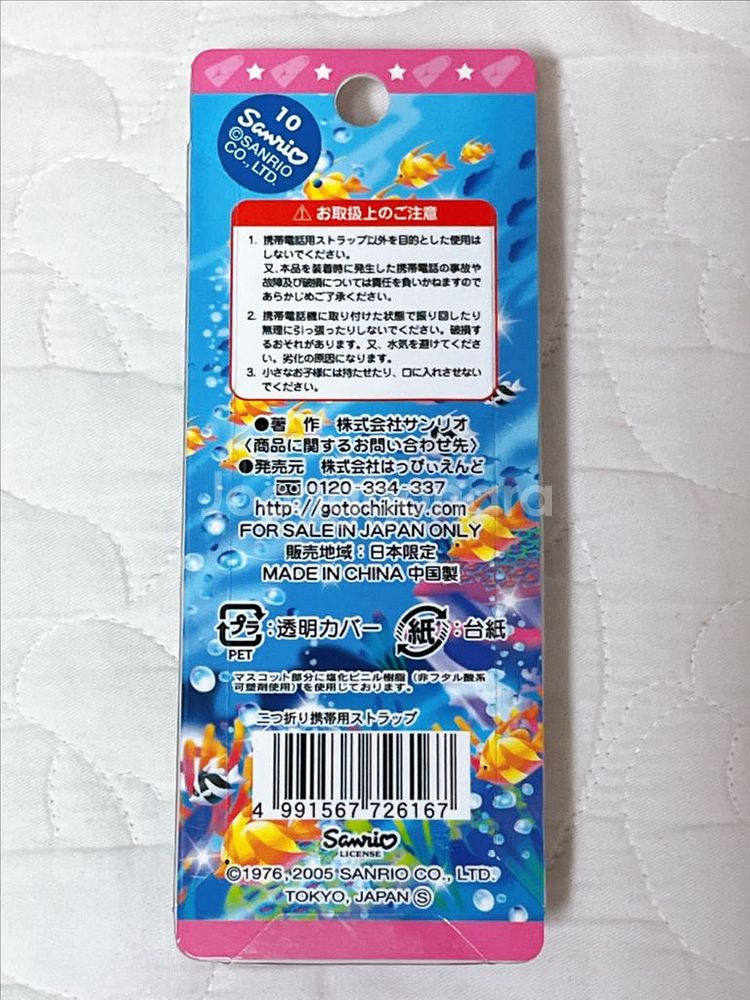 10
Sanrio
©SANRIO
CO., LTD.
⚠お取扱上のご注意
1. 携帯電話用ストラップ以外を目的とした使用は
しないでください。
又、本品を装着時に発生した携帯電話の事故や
故障及び破損については責任を負いかねますので
あらかじめご了承ください。
2. 携帯電話機に取り付けた状態で振り回したり
無理に引っ張ったりしないでください。破損す
るおそれがあります。又、水気を避けてくださ
い。劣化の原因になります。
3. 小さなお子様には持たせたり、口に入れさせない
でください。
●著 作 株式会社サンリオ
〈商品に関するお問い合わせ先〉
●発売元 株式会社はっぴぃえんど
0120-334-337
http://gotochikitty.com
FOR SALE IN JAPAN ONLY
販売地域：日本限定
MADE IN CHINA 中国製
プラ：透明カバー 紙：台紙
PET
マスコット部分に塩化ビニル樹脂（非フタル酸系
可塑剤使用）を使用しております。
二つ折り携帯用ストラップ
4 991567 726167
Sanrio
LICENSE
©1976, 2005 SANRIO CO., LTD.
TOKYO, JAPAN Ⓢ